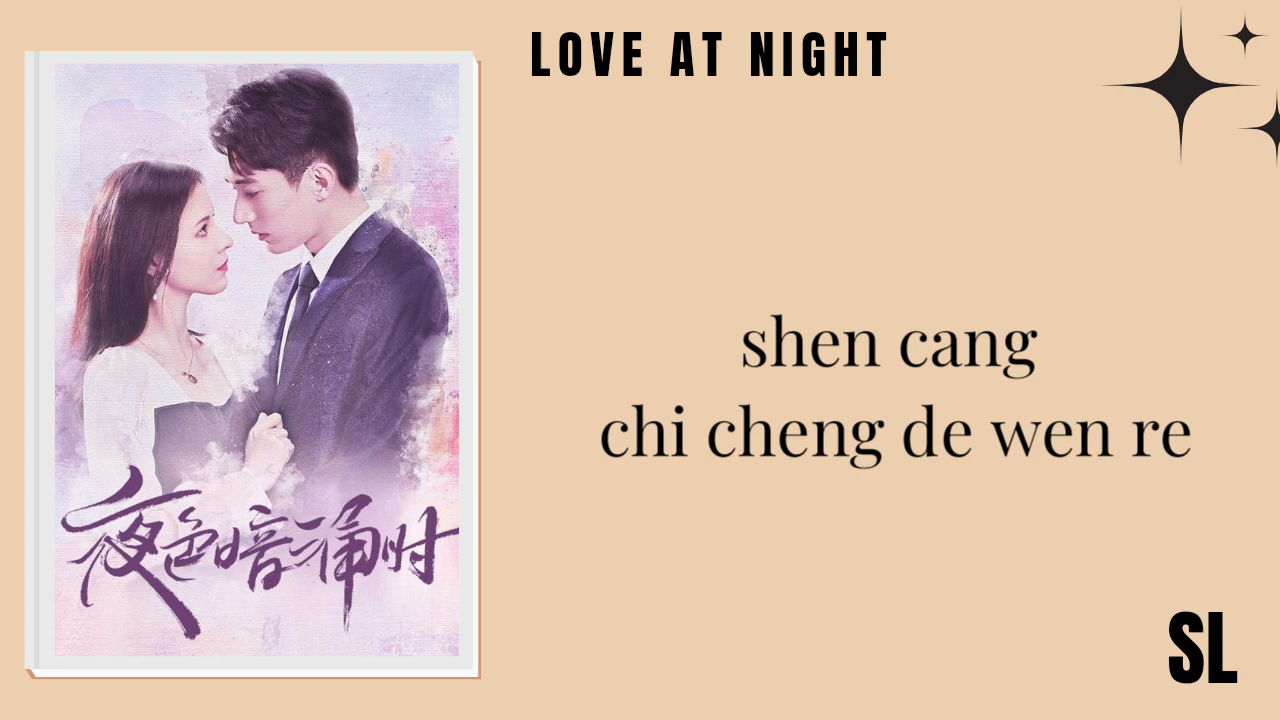 LOVE AT NIGHT
shen cang
chi cheng de wen re
夜色暗涌时
SL